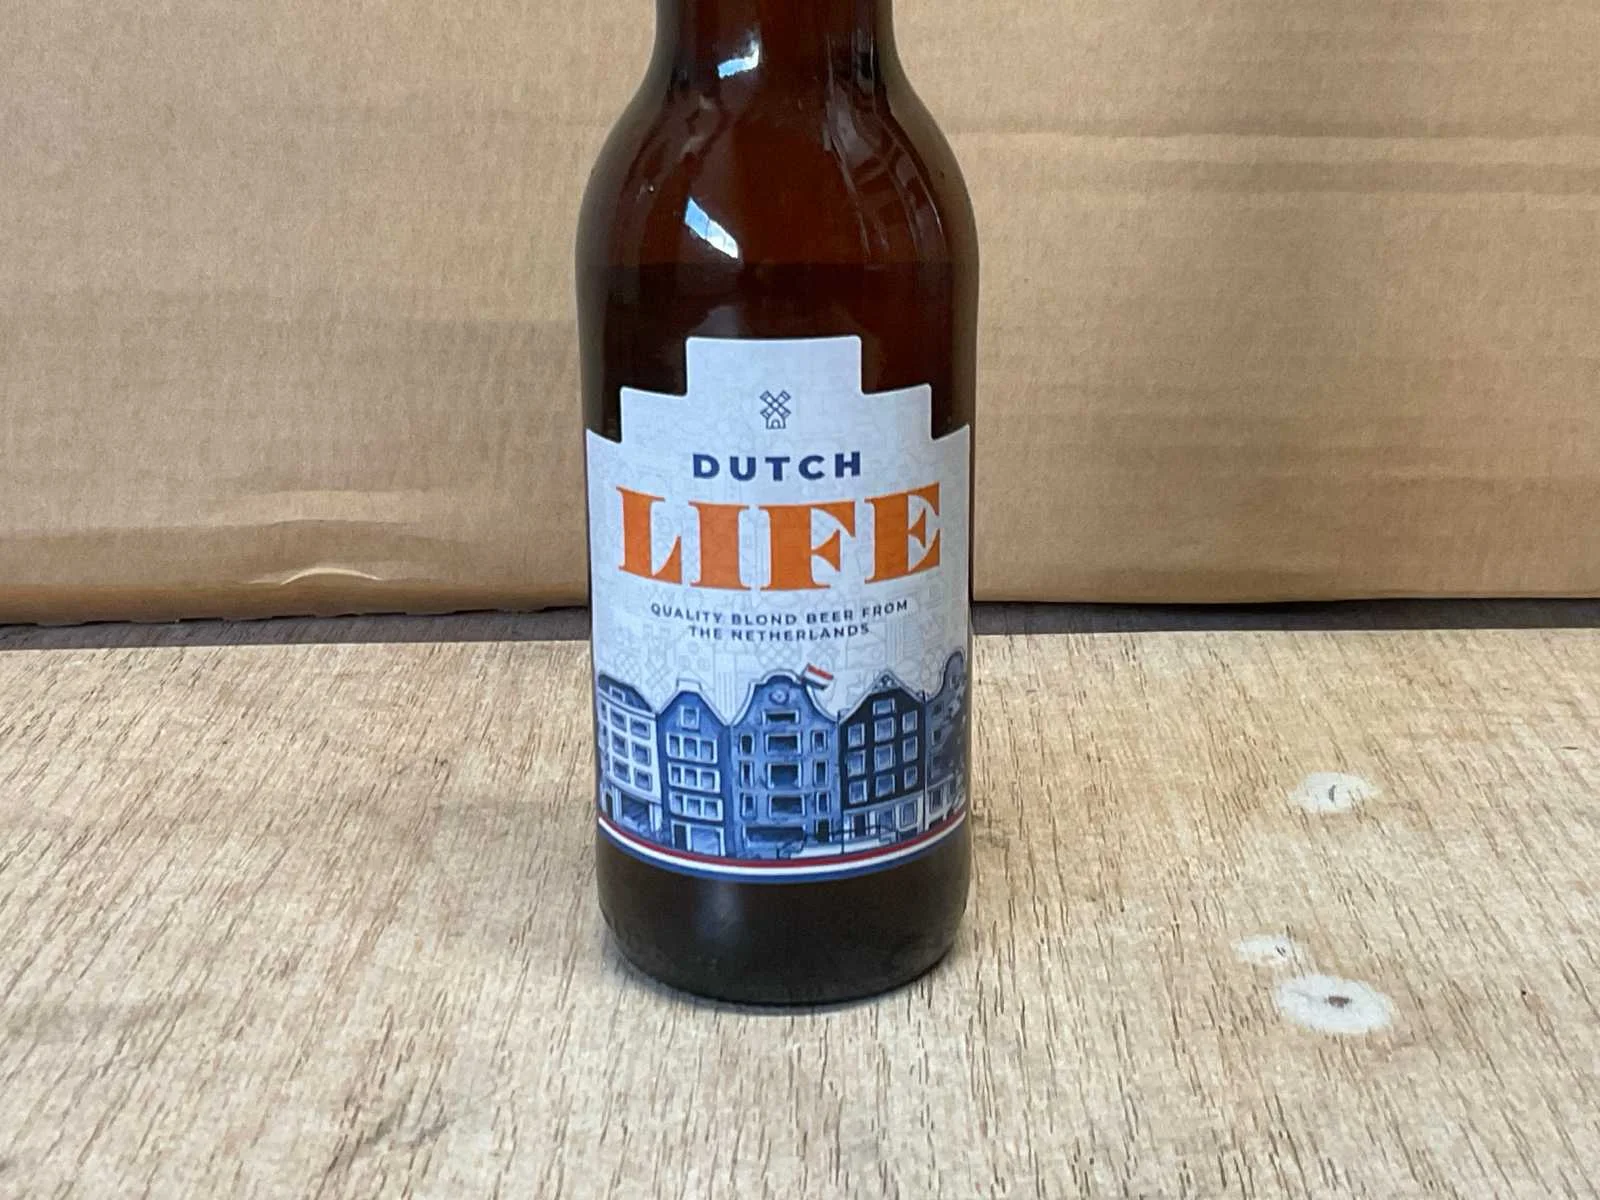 DUTCH
LIFE
QUALITY BLOND BEER FROM
THE NETHERLANDS